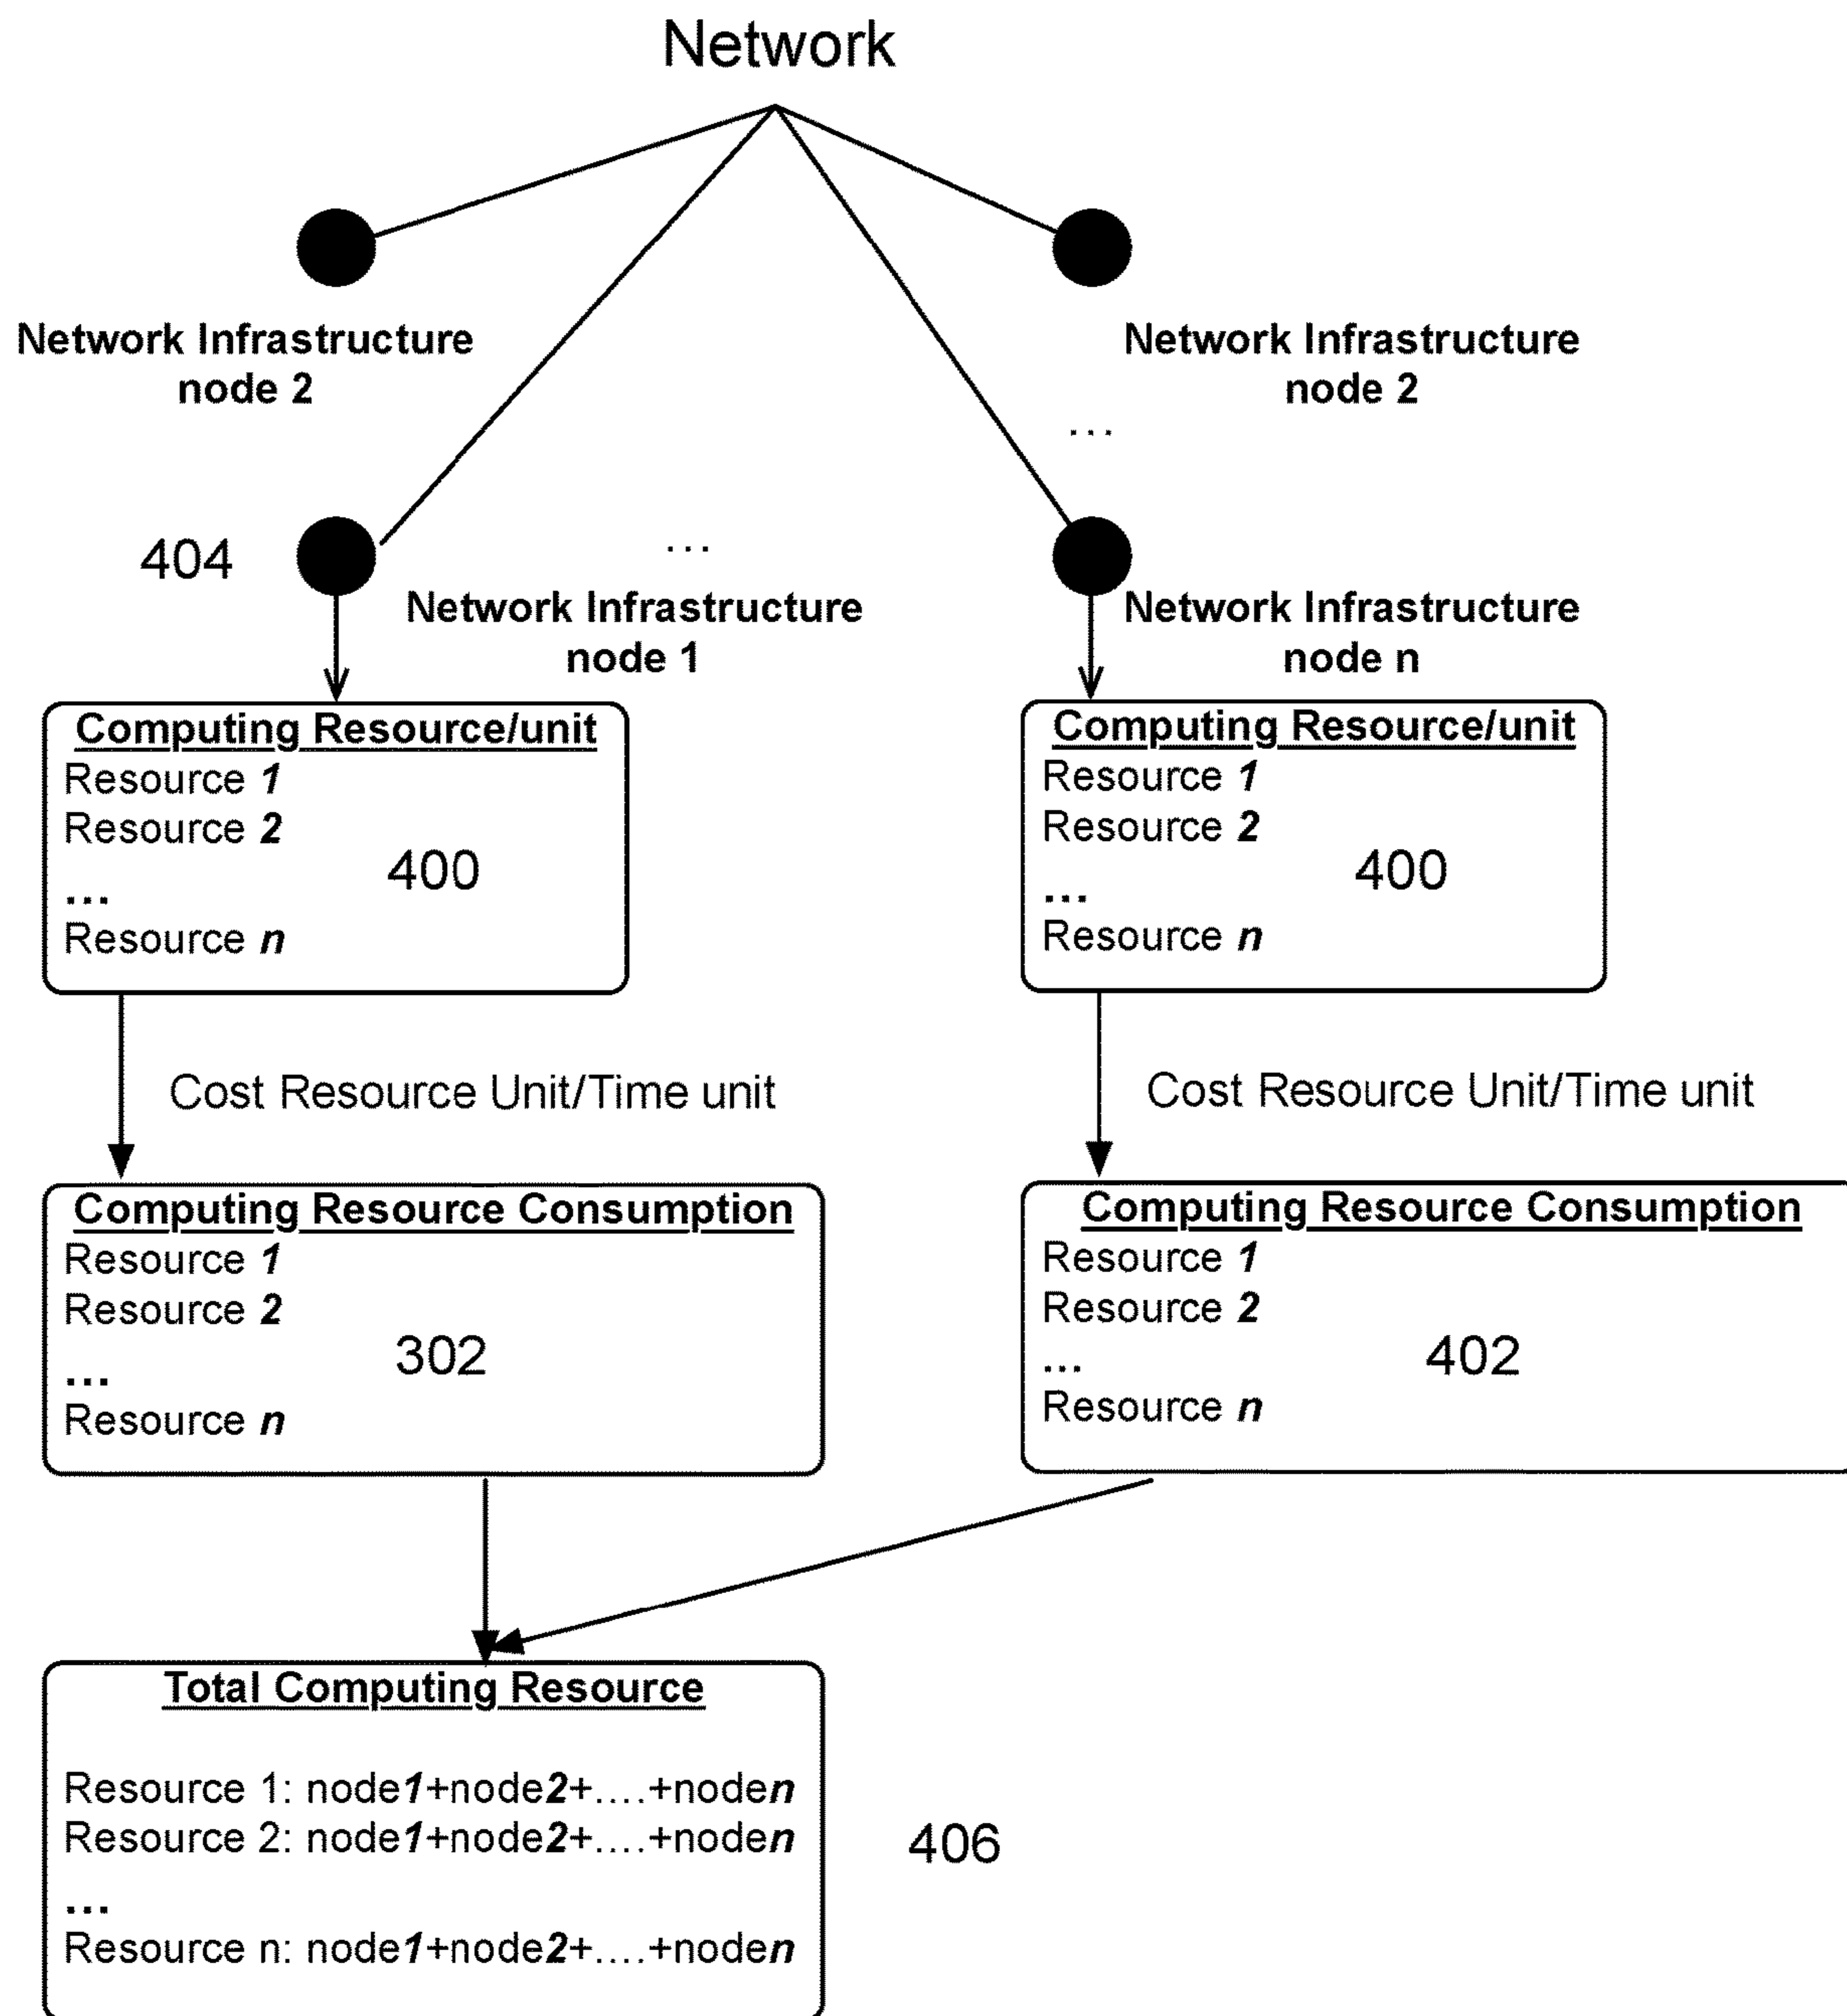 Network
Network Infrastructure
node 2
Network Infrastructure
node 2
...
404
...
Network Infrastructure
node 1
Network Infrastructure
node n
Computing Resource/unit
Resource 1
Resource 2
400
...
Resource n
Computing Resource/unit
Resource 1
Resource 2
400
...
Resource n
Cost Resource Unit/Time unit
Cost Resource Unit/Time unit
Computing Resource Consumption
Resource 1
Resource 2
302
...
Resource n
Computing Resource Consumption
Resource 1
Resource 2
402
...
Resource n
Total Computing Resource
Resource 1: node1+node2+....+noden
Resource 2: node1+node2+....+noden
406
...
Resource n: node1+node2+....+noden